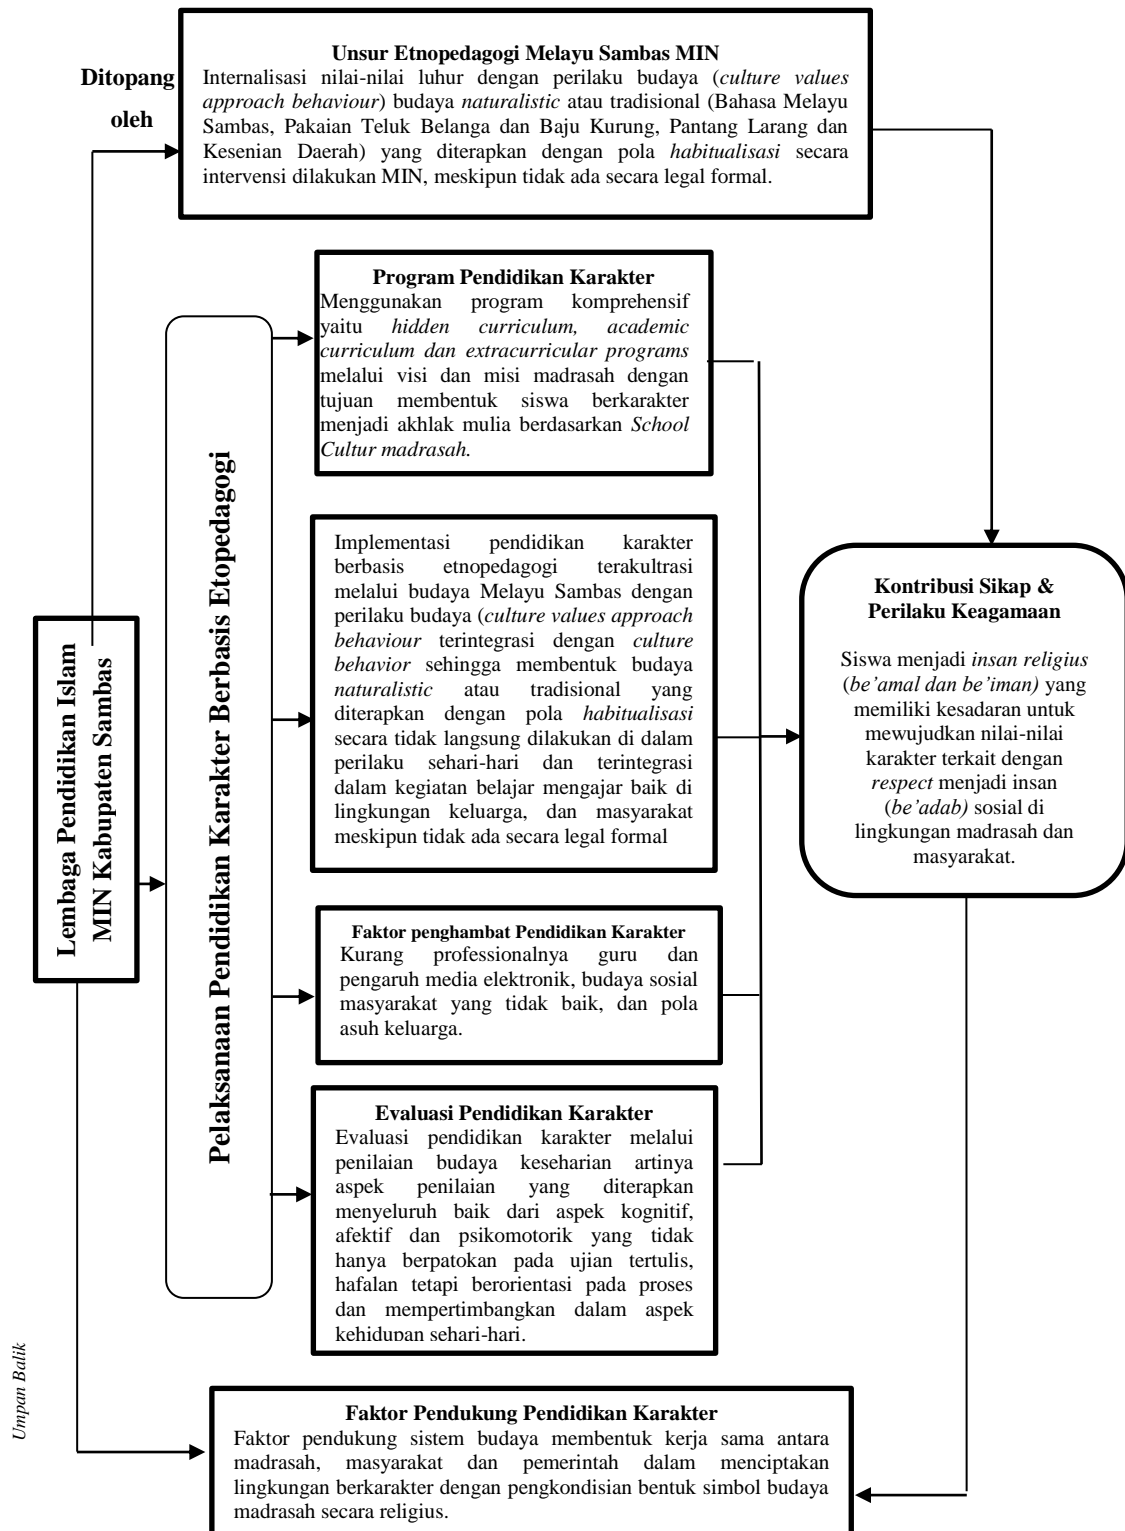 Unsur Etnopedagogi Melayu Sambas MIN
Ditopang
oleh
Internalisasi nilai-nilai luhur dengan perilaku budaya (culture values
approach behaviour) budaya naturalistic atau tradisional (Bahasa Melayu
Sambas, Pakaian Teluk Belanga dan Baju Kurung, Pantang Larang dan
Kesenian Daerah) yang diterapkan dengan pola habitualisasi secara
intervensi dilakukan MIN, meskipun tidak ada secara legal formal.
Program Pendidikan Karakter
Menggunakan program komprehensif
yaitu hidden curriculum, academic
curriculum dan extracurricular programs
melalui visi dan misi madrasah dengan
tujuan membentuk siswa berkarakter
menjadi akhlak mulia berdasarkan School
Cultur madrasah.
Lembaga Pendidikan Islam
MIN Kabupaten Sambas
Pelaksanaan Pendidikan Karakter Berbasis Etopedagogi
Implementasi pendidikan karakter
berbasis etnopedagogi terakultrasi
melalui budaya Melayu Sambas dengan
perilaku budaya (culture values approach
behaviour terintegrasi dengan culture
behavior sehingga membentuk budaya
naturalistic atau tradisional yang
diterapkan dengan pola habitualisasi
secara tidak langsung dilakukan di dalam
perilaku sehari-hari dan terintegrasi
dalam kegiatan belajar mengajar baik di
lingkungan keluarga, dan masyarakat
meskipun tidak ada secara legal formal
Kontribusi Sikap &
Perilaku Keagamaan
Siswa menjadi insan religius
(be’amal dan be’iman) yang
memiliki kesadaran untuk
mewujudkan nilai-nilai
karakter terkait dengan
respect menjadi insan
(be’adab) sosial di
lingkungan madrasah dan
masyarakat.
Faktor penghambat Pendidikan Karakter
Kurang professionalnya guru dan
pengaruh media elektronik, budaya sosial
masyarakat yang tidak baik, dan pola
asuh keluarga.
Evaluasi Pendidikan Karakter
Evaluasi pendidikan karakter melalui
penilaian budaya keseharian artinya
aspek penilaian yang diterapkan
menyeluruh baik dari aspek kognitif,
afektif dan psikomotorik yang tidak
hanya berpatokan pada ujian tertulis,
hafalan tetapi berorientasi pada proses
dan mempertimbangkan dalam aspek
kehidupan sehari-hari.
Umpan Balik
Faktor Pendukung Pendidikan Karakter
Faktor pendukung sistem budaya membentuk kerja sama antara
madrasah, masyarakat dan pemerintah dalam menciptakan
lingkungan berkarakter dengan pengkondisian bentuk simbol budaya
madrasah secara religius.